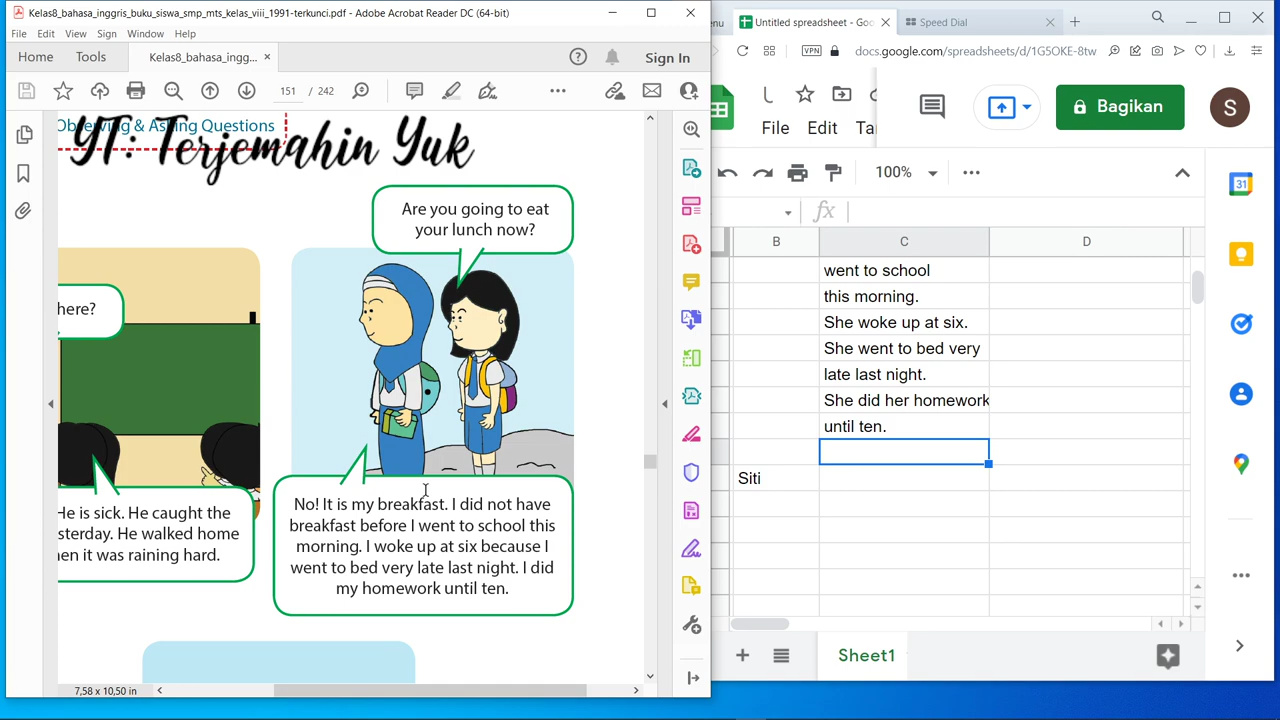 Kelas8_bahasa_inggris_buku_siswa_smp_mts_kelas_viii_1991-terkunci.pdf - Adobe Acrobat Reader DC (64-bit)
File Edit View Sign Window Help
Home Tools Kelas8_bahasa_ingg... × Sign In
151 / 242
Observing & Asking Questions
YT: Terjemahin Yuk
Are you going to eat
your lunch now?
here?
He is sick. He caught the
sterday. He walked home
en it was raining hard.
No! It is my breakfast. I did not have
breakfast before I went to school this
morning. I woke up at six because I
went to bed very late last night. I did
my homework until ten.
7,58 x 10,50 in
enu Untitled spreadsheet - Goo Speed Dial
VPN docs.google.com/spreadsheets/d/1G5OKE-8tw
Bagikan S
File Edit Ta
100%
fx
B C D
went to school
this morning.
She woke up at six.
She went to bed very
late last night.
She did her homework
until ten.
Siti
Sheet1
31